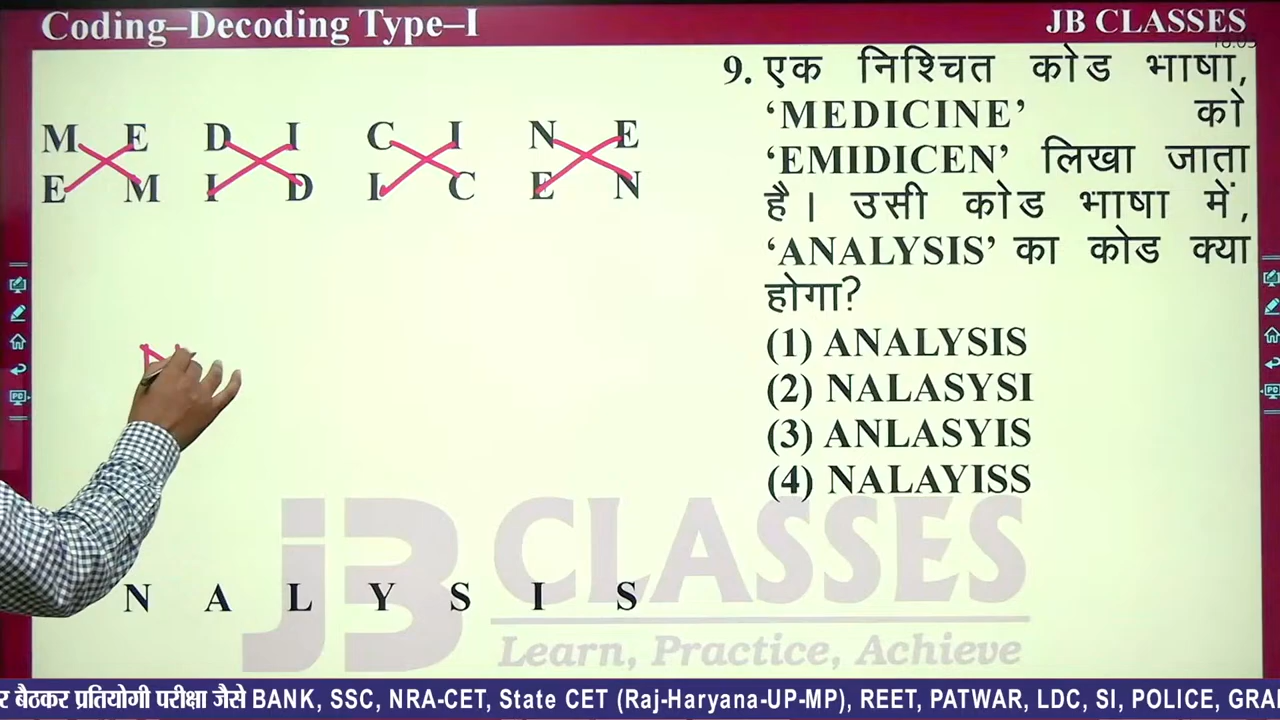 Coding–Decoding Type–I
JB CLASSES
18:05
M E D I C I N E
E M I D I C E N
N A L Y S I S
9. एक निश्चित कोड भाषा,
‘MEDICINE’ को
‘EMIDICEN’ लिखा जाता
है। उसी कोड भाषा में,
‘ANALYSIS’ का कोड क्या
होगा?
(1) ANALYSIS
(2) NALASYSI
(3) ANLASYIS
(4) NALAYISS
JB CLASSES
Learn, Practice, Achieve
र बैठकर प्रतियोगी परीक्षा जैसे BANK, SSC, NRA-CET, State CET (Raj-Haryana-UP-MP), REET, PATWAR, LDC, SI, POLICE, GRA